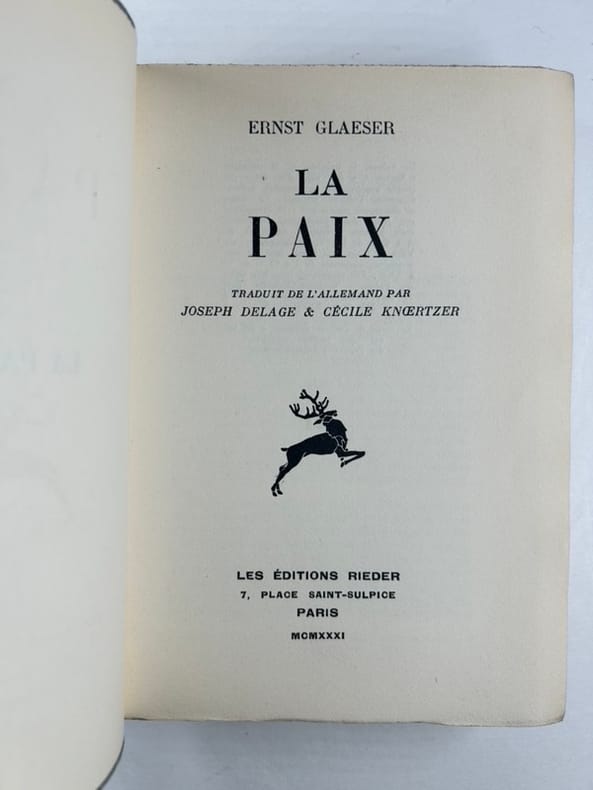 ERNST GLAESER
LA
PAIX
TRADUIT DE L'ALLEMAND PAR
JOSEPH DELAGE & CÉCILE KNŒRTZER
LES ÉDITIONS RIEDER
7, PLACE SAINT-SULPICE
PARIS
MCMXXXI